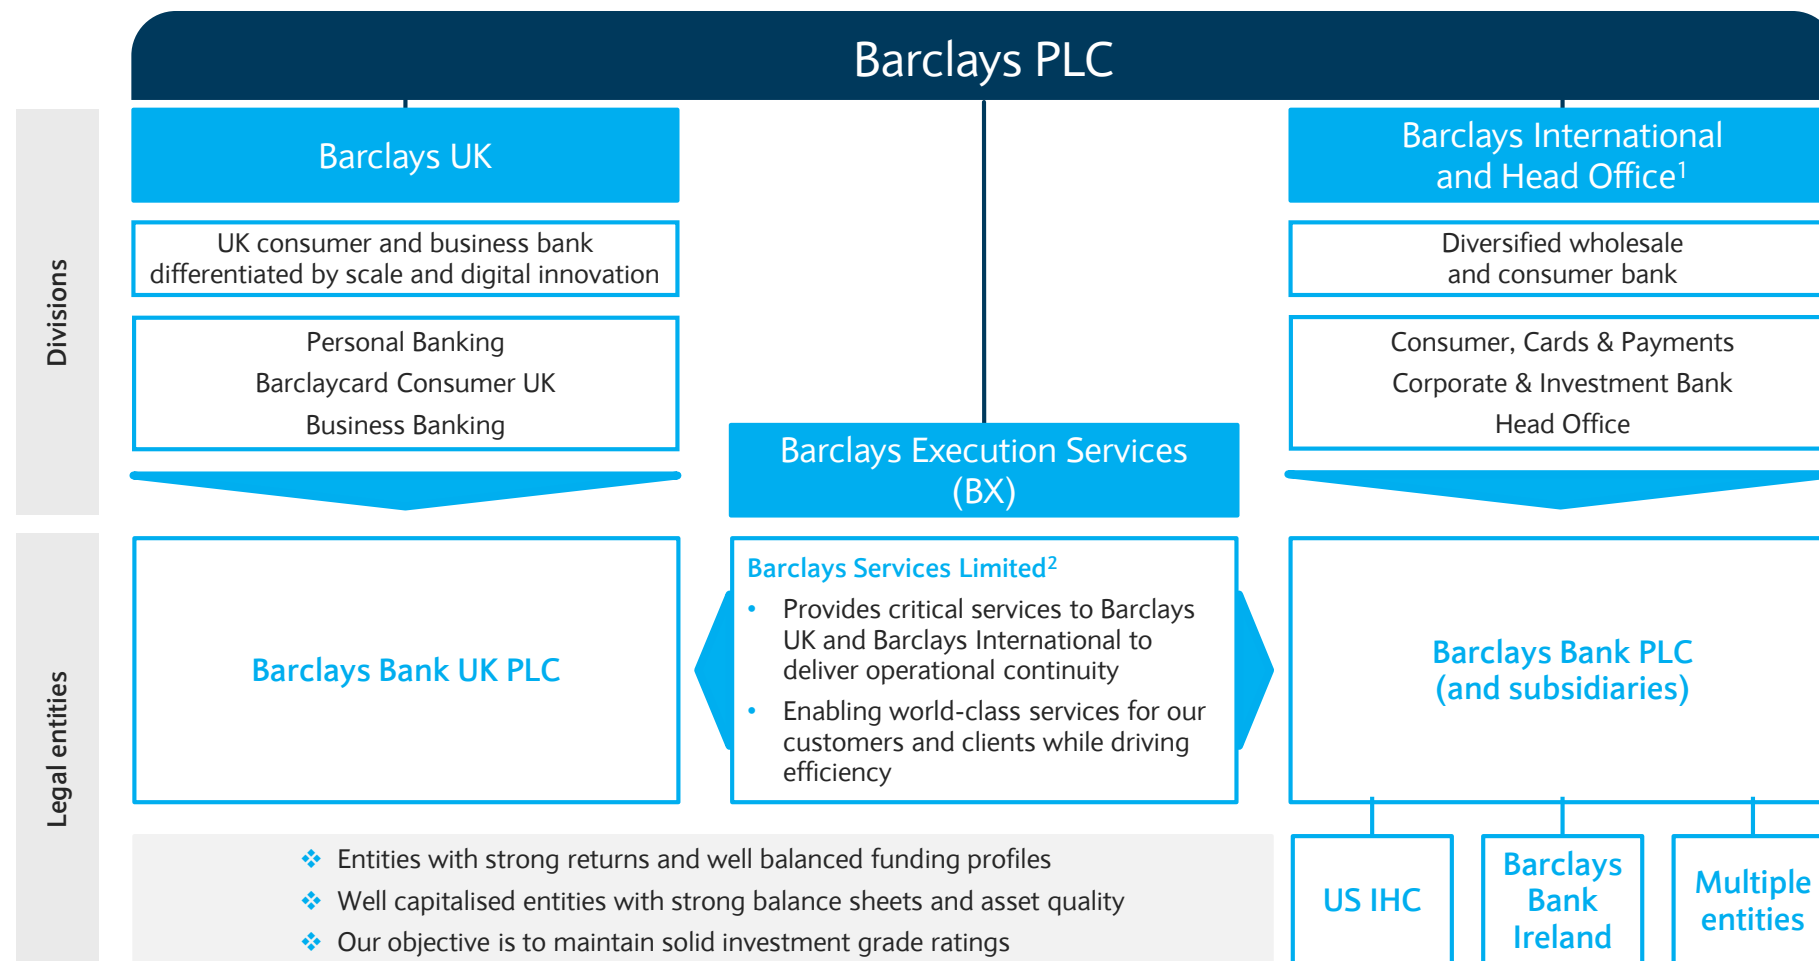 Barclays PLC
Divisions
Barclays UK
UK consumer and business bank
differentiated by scale and digital innovation
Personal Banking
Barclaycard Consumer UK
Business Banking
Barclays Execution Services
(BX)
Barclays International
and Head Office¹
Diversified wholesale
and consumer bank
Consumer, Cards & Payments
Corporate & Investment Bank
Head Office
Legal entities
Barclays Bank UK PLC
Barclays Services Limited²
• Provides critical services to Barclays
UK and Barclays International to
deliver operational continuity
• Enabling world-class services for our
customers and clients while driving
efficiency
Barclays Bank PLC
(and subsidiaries)
❖ Entities with strong returns and well balanced funding profiles
❖ Well capitalised entities with strong balance sheets and asset quality
❖ Our objective is to maintain solid investment grade ratings
US IHC
Barclays
Bank
Ireland
Multiple
entities